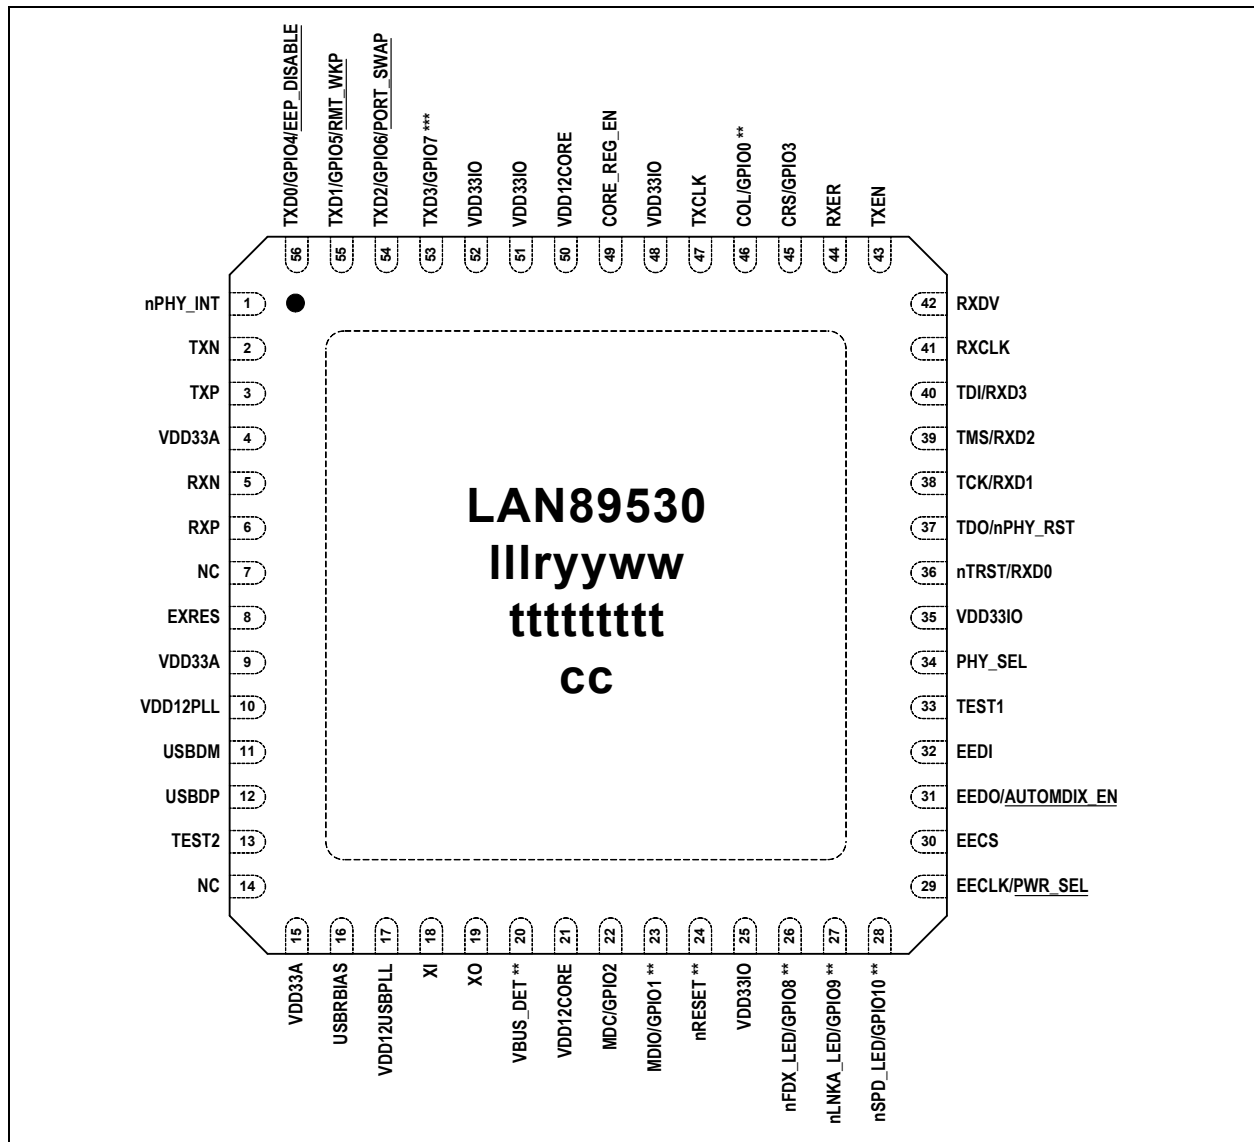 TXD0/GPIO4/EEP_DISABLE
TXD1/GPIO5/RMT_WKP
TXD2/GPIO6/PORT_SWAP
TXD3/GPIO7 ***
VDD33IO
VDD33IO
VDD12CORE
CORE_REG_EN
VDD33IO
TXCLK
COL/GPIO0 **
CRS/GPIO3
RXER
TXEN
56
55
54
53
52
51
50
49
48
47
46
45
44
43
nPHY_INT 1
TXN 2
TXP 3
VDD33A 4
RXN 5
RXP 6
NC 7
EXRES 8
VDD33A 9
VDD12PLL 10
USBDM 11
USBDP 12
TEST2 13
NC 14
LAN89530
lllryyww
ttttttttt
cc
42 RXDV
41 RXCLK
40 TDI/RXD3
39 TMS/RXD2
38 TCK/RXD1
37 TDO/nPHY_RST
36 nTRST/RXD0
35 VDD33IO
34 PHY_SEL
33 TEST1
32 EEDI
31 EEDO/AUTOMDIX_EN
30 EECS
29 EECLK/PWR_SEL
15
16
17
18
19
20
21
22
23
24
25
26
27
28
VDD33A
USBRBIAS
VDD12USBPLL
XI
XO
VBUS_DET **
VDD12CORE
MDC/GPIO2
MDIO/GPIO1 **
nRESET **
VDD33IO
nFDX_LED/GPIO8 **
nLNKA_LED/GPIO9 **
nSPD_LED/GPIO10 **